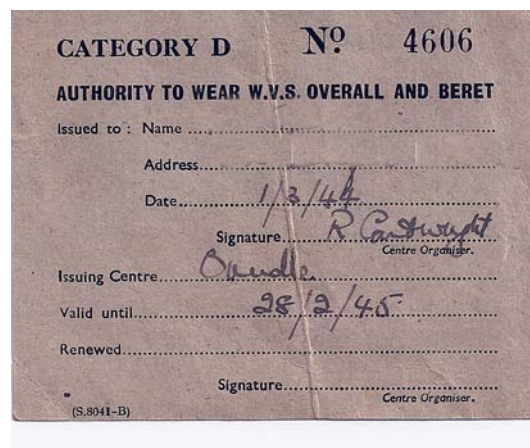 CATEGORY D Nº 4606
AUTHORITY TO WEAR W.V.S. OVERALL AND BERET
Issued to : Name
Address
Date 1/3/44
Signature R Cartwright
Centre Organiser.
Issuing Centre Oundle
Valid until 28/2/45
Renewed
Signature
Centre Organiser.
(S.8041-B)